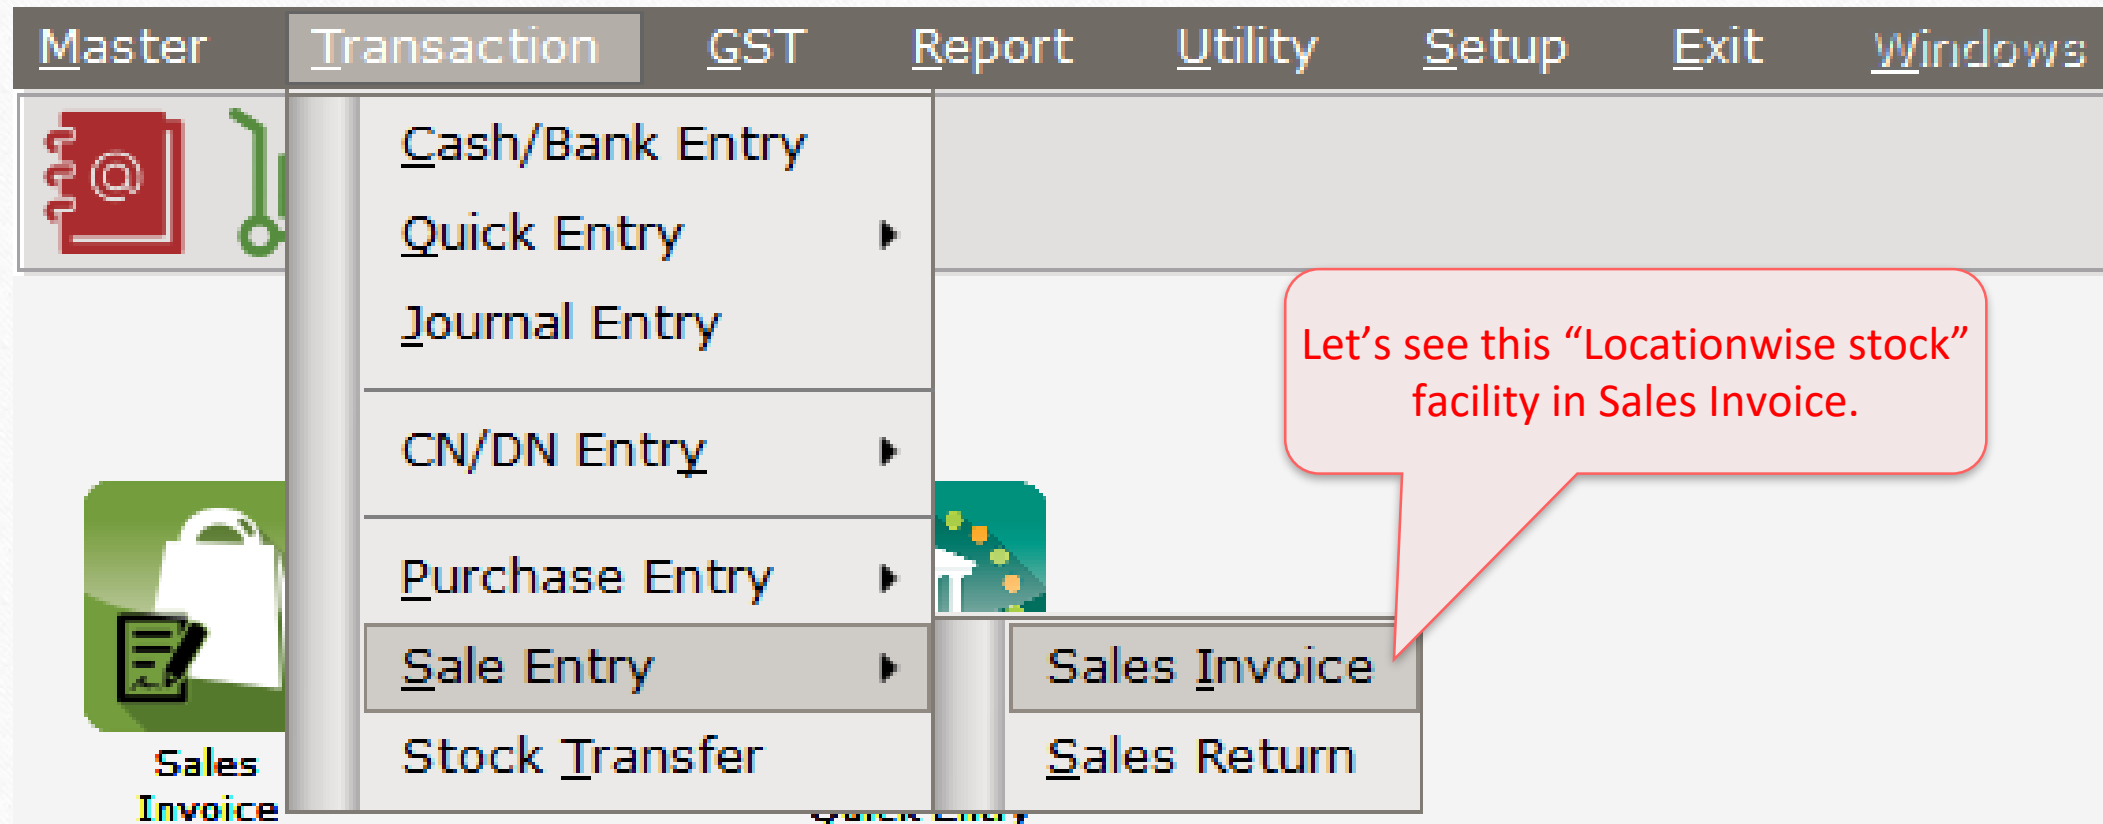 Master Transaction GST Report Utility Setup Exit Windows
@
Cash/Bank Entry
Quick Entry
Journal Entry
CN/DN Entry
Purchase Entry
Sale Entry
Stock Transfer
Sales Invoice
Sales Return
Let’s see this “Locationwise stock”
facility in Sales Invoice.
Sales
Invoice
Quick Entry